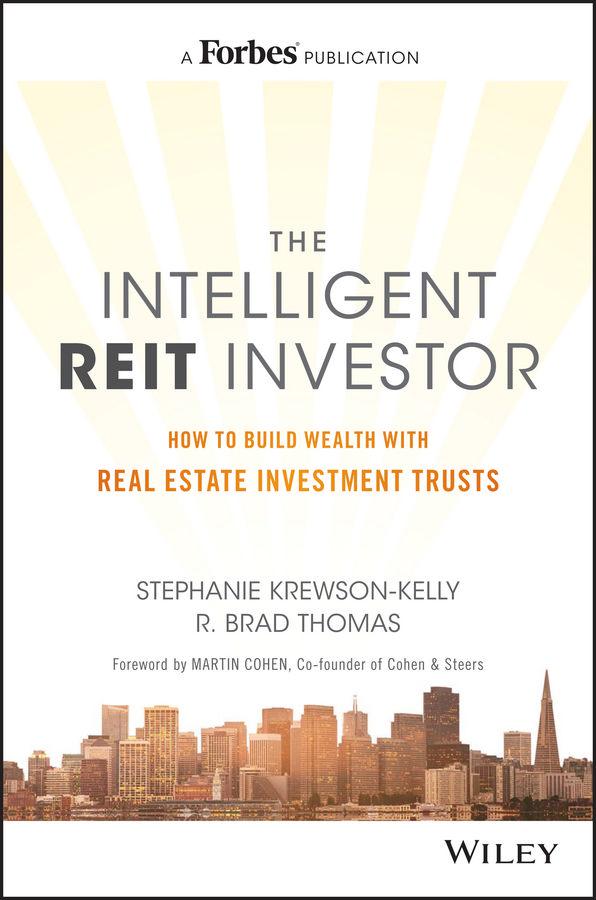 A Forbes® PUBLICATION
THE
INTELLIGENT
REIT INVESTOR
HOW TO BUILD WEALTH WITH
REAL ESTATE INVESTMENT TRUSTS
STEPHANIE KREWSON-KELLY
R. BRAD THOMAS
Foreword by MARTIN COHEN, Co-founder of Cohen & Steers
WILEY